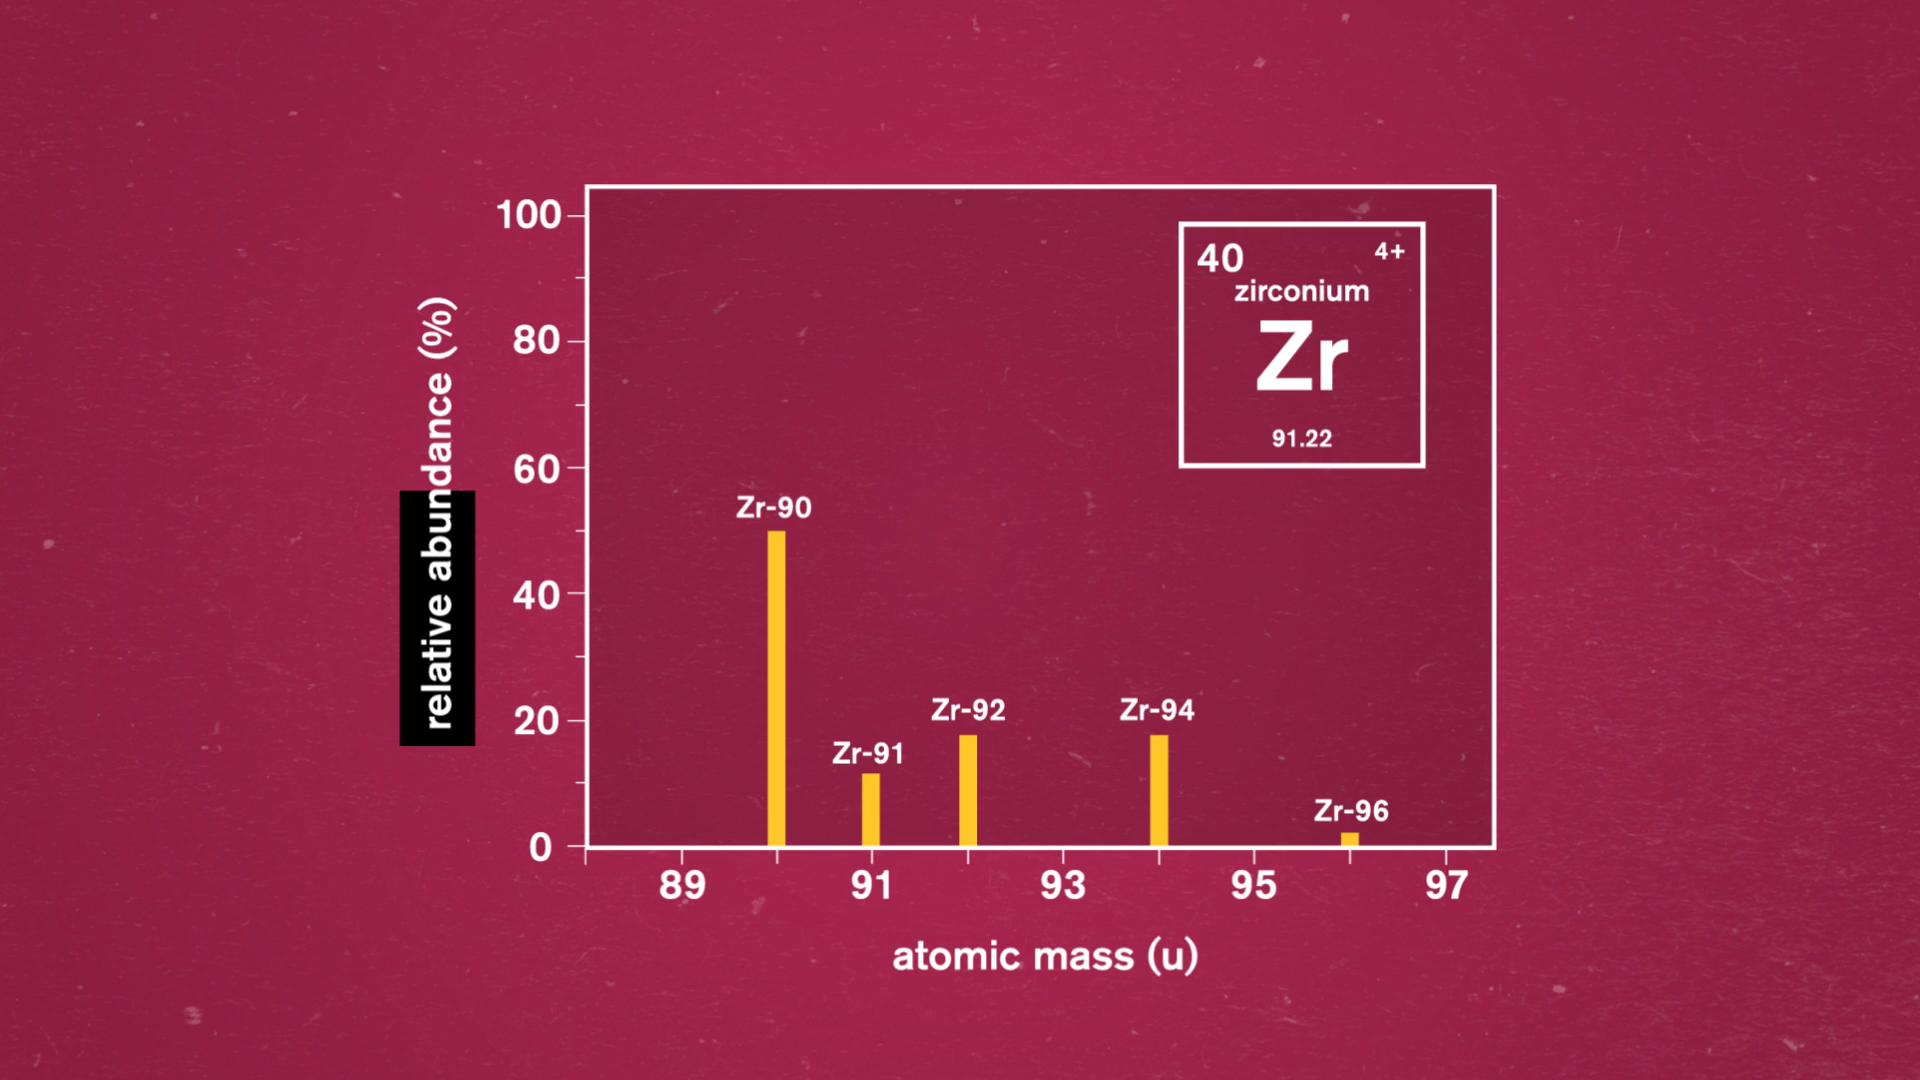 relative abundance (%)
100
80
60
40
20
0
40
4+
zirconium
Zr
91.22
Zr-90
Zr-91
Zr-92
Zr-94
Zr-96
89
91
93
95
97
atomic mass (u)